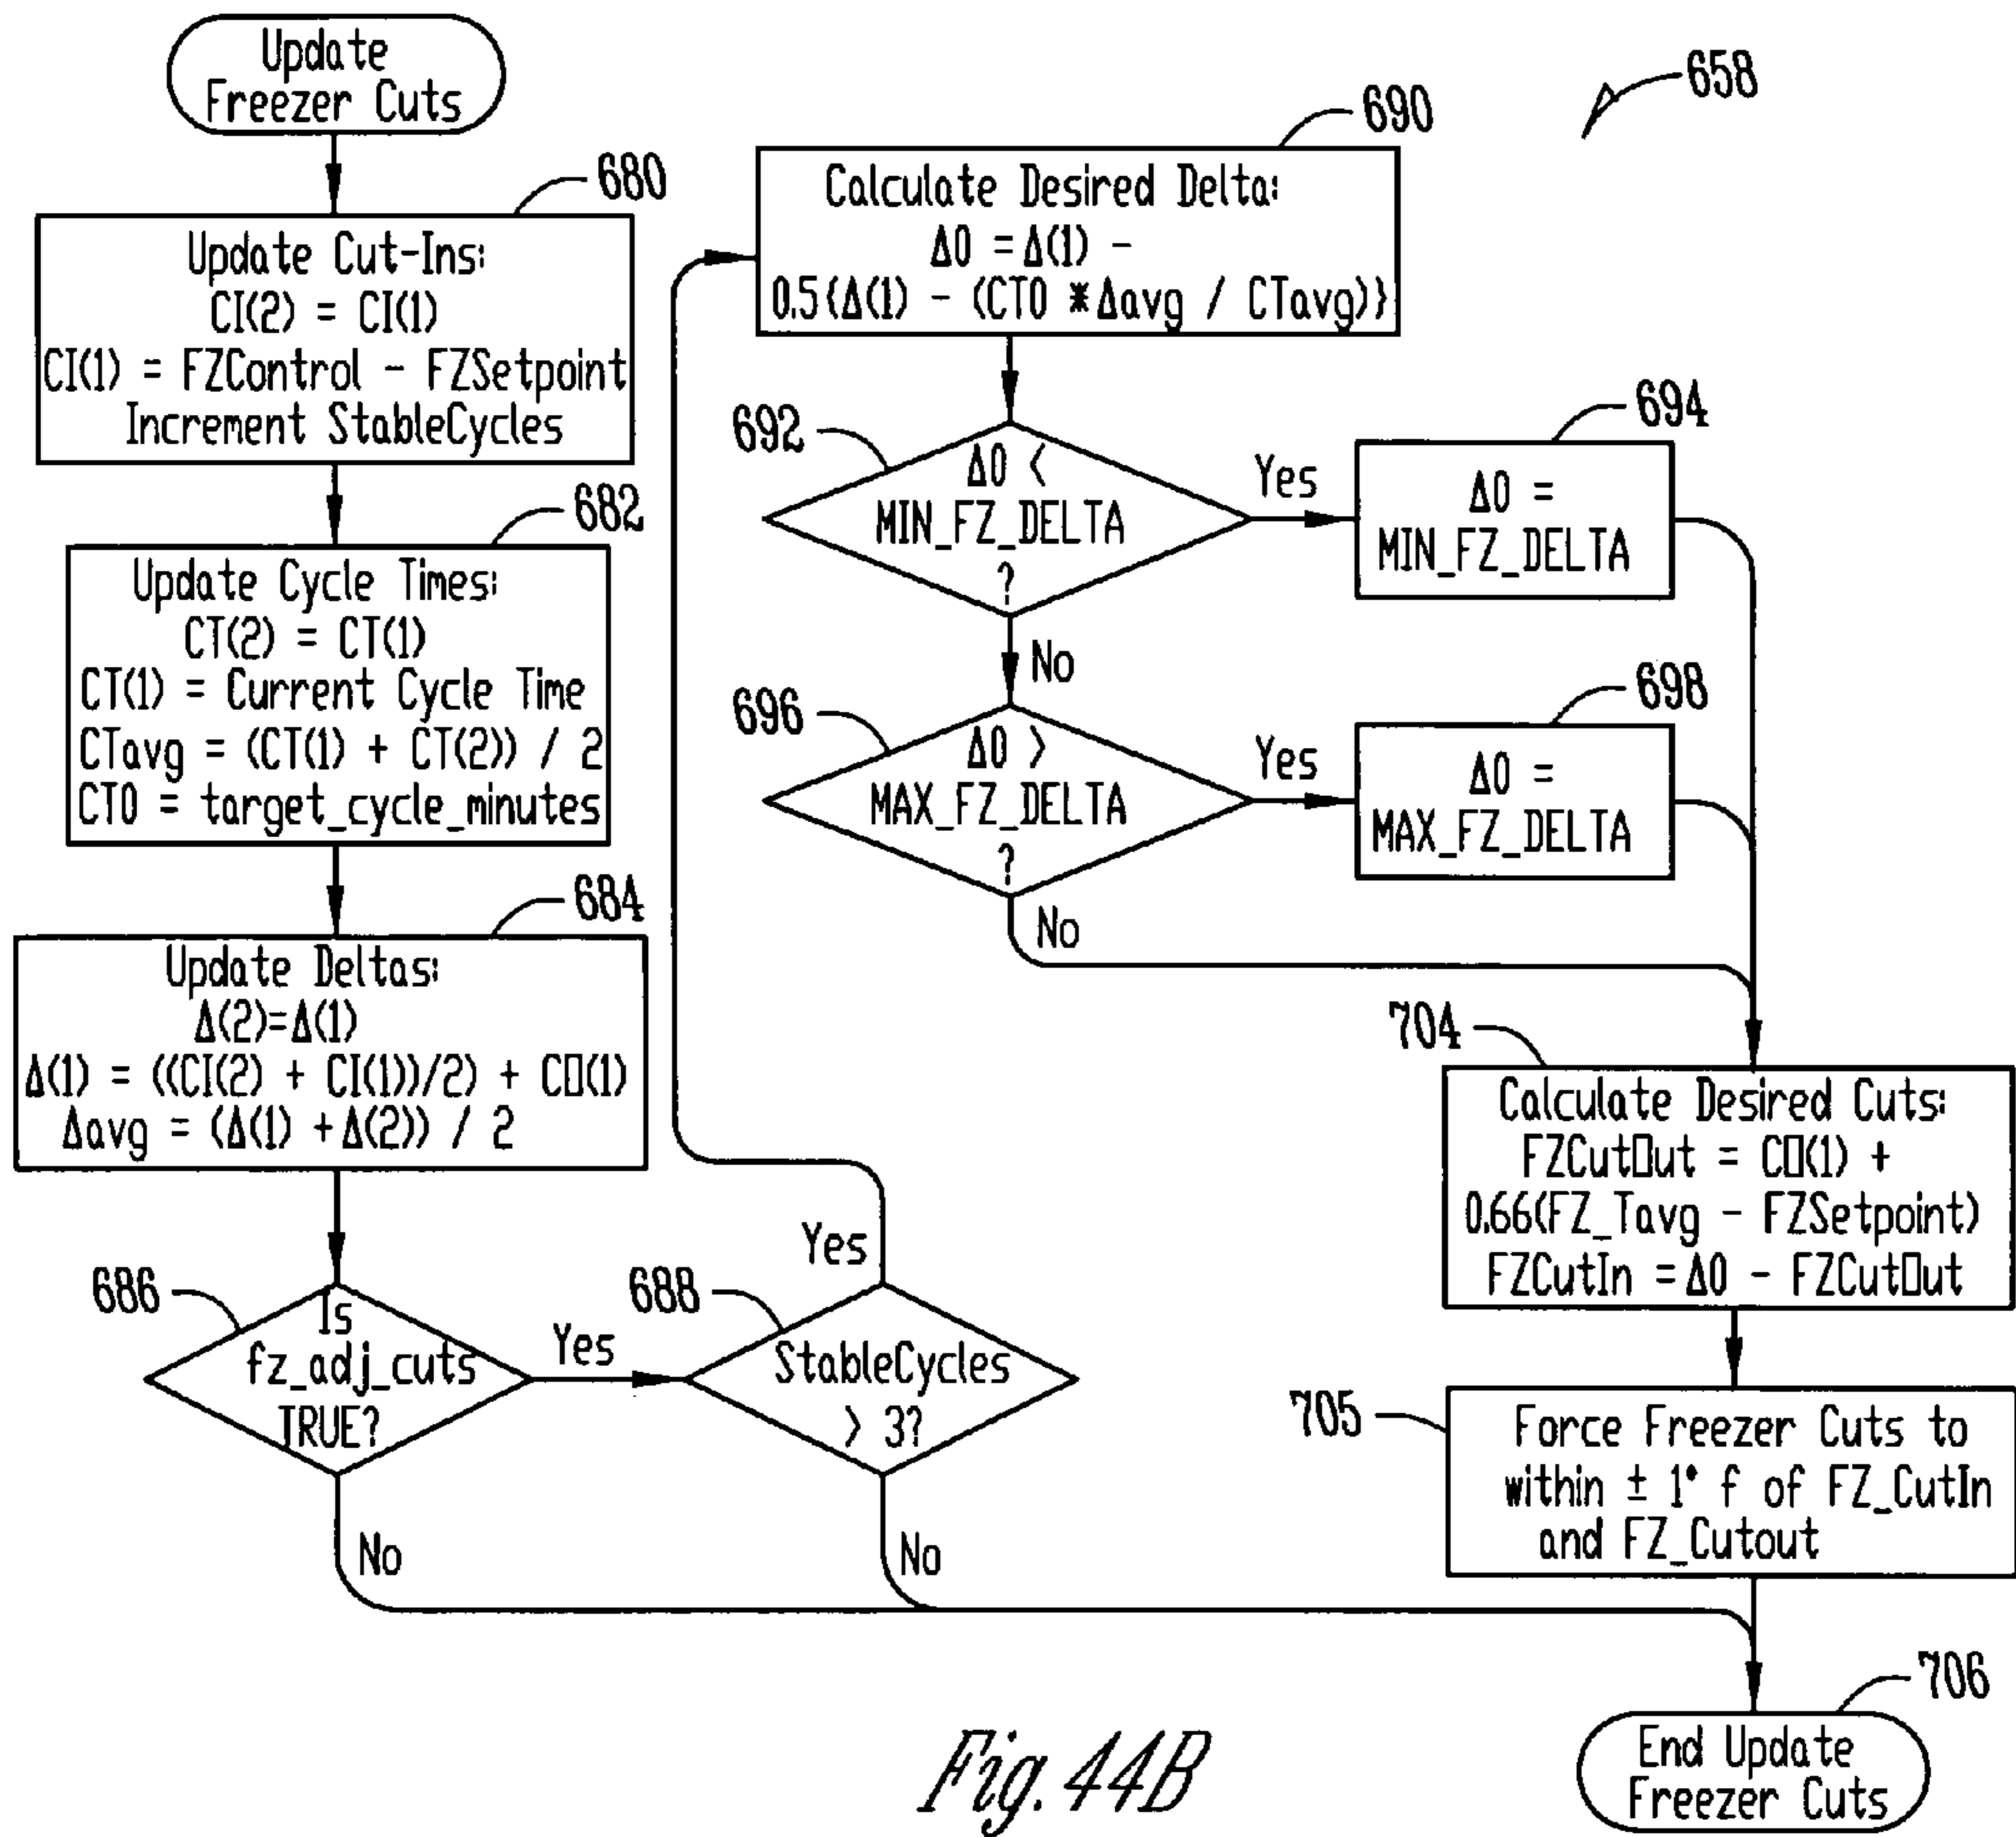 Update
Freezer Cuts
680
Update Cut-Ins:
CI(2) = CI(1)
CI(1) = FZControl - FZSetpoint
Increment StableCycles
682
Update Cycle Times:
CT(2) = CT(1)
CT(1) = Current Cycle Time
CTavg = (CT(1) + CT(2)) / 2
CT0 = target_cycle_minutes
684
Update Deltas:
Δ(2)=Δ(1)
Δ(1) = ((CI(2) + CI(1))/2) + CO(1)
Δavg = (Δ(1) +Δ(2)) / 2
686
Is
fz_adj_cuts
TRUE?
Yes
No
688
StableCycles
> 3?
Yes
No
658
690
Calculate Desired Delta:
Δ0 =Δ(1) -
0.5{Δ(1) - (CT0 *Δavg / CTavg)}
692
Δ0 <
MIN_FZ_DELTA
?
Yes
No
694
Δ0 =
MIN_FZ_DELTA
696
Δ0 >
MAX_FZ_DELTA
?
Yes
No
698
Δ0 =
MAX_FZ_DELTA
704
Calculate Desired Cuts:
FZCutOut = CO(1) +
0.66(FZ_Tavg - FZSetpoint)
FZCutIn =Δ0 - FZCutOut
705
Force Freezer Cuts to
within ± 1° f of FZ_CutIn
and FZ_Cutout
706
End Update
Freezer Cuts
Fig. 44B